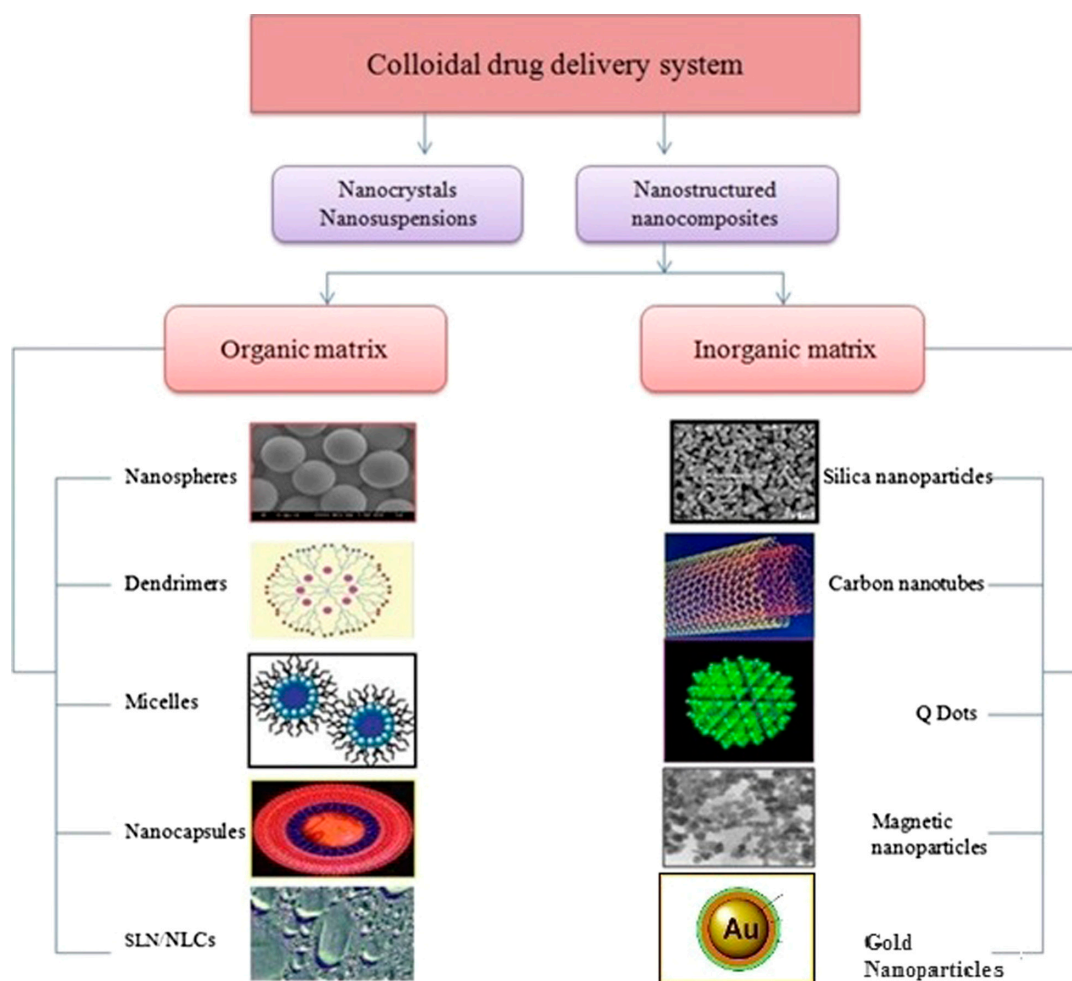 Colloidal drug delivery system
Nanocrystals
Nanosuspensions
Nanostructured
nanocomposites
Organic matrix
Inorganic matrix
Nanospheres
Dendrimers
Micelles
Nanocapsules
SLN/NLCs
Silica nanoparticles
Carbon nanotubes
Q Dots
Magnetic
nanoparticles
Au
Gold
Nanoparticles